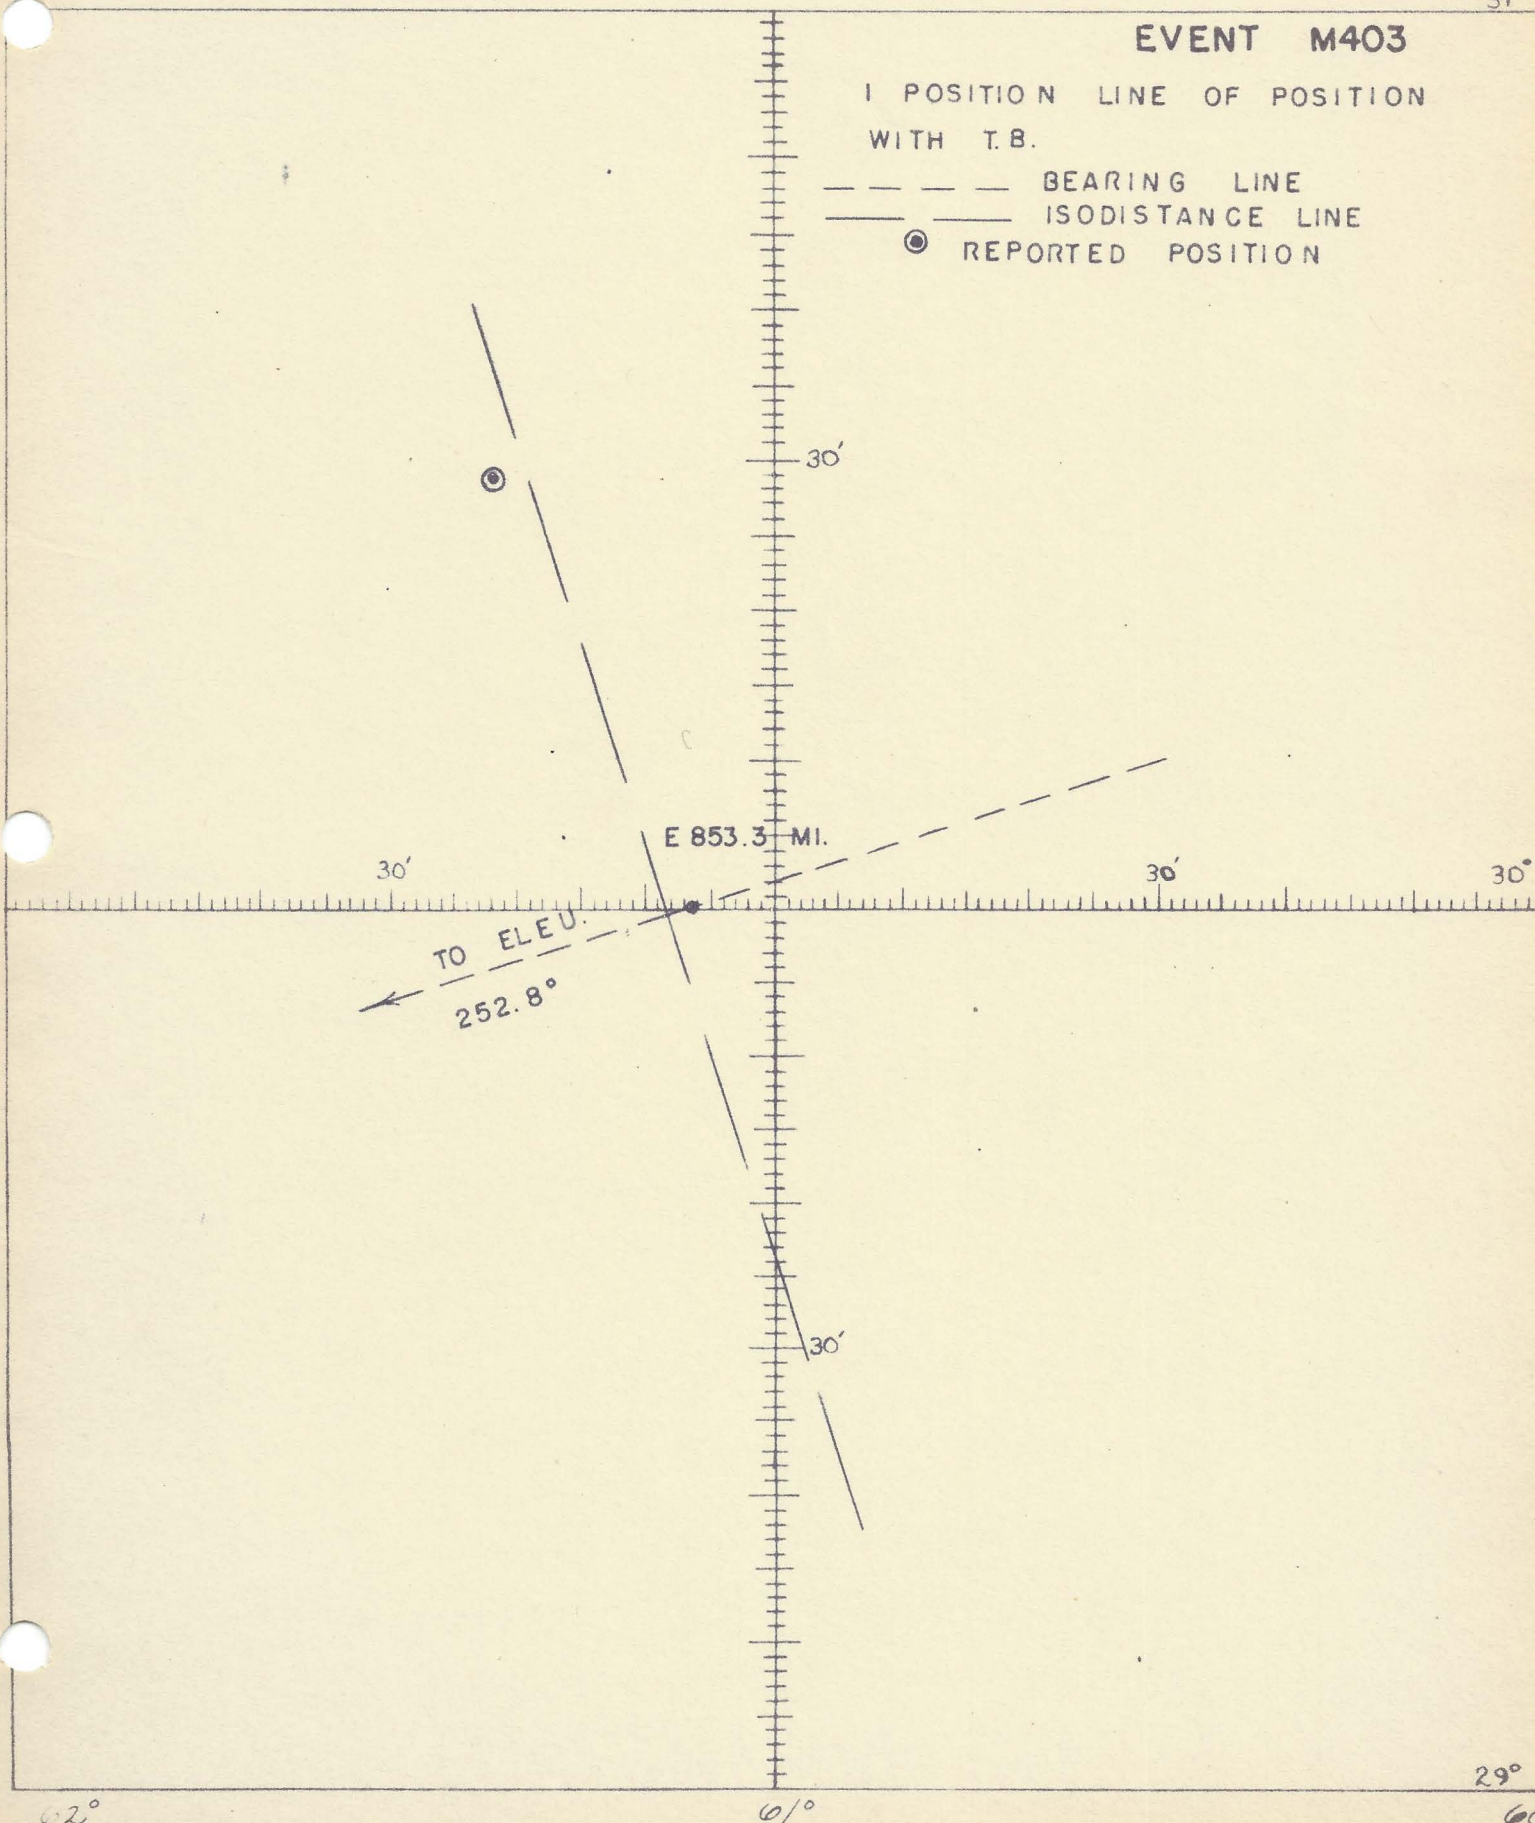 EVENT M403
1 POSITION LINE OF POSITION
WITH T.B.
BEARING LINE
ISODISTANCE LINE
REPORTED POSITION
30′
E 853.3 MI.
30′
30′
30°
TO ELEU.
252.8°
30′
29°
62°
61°